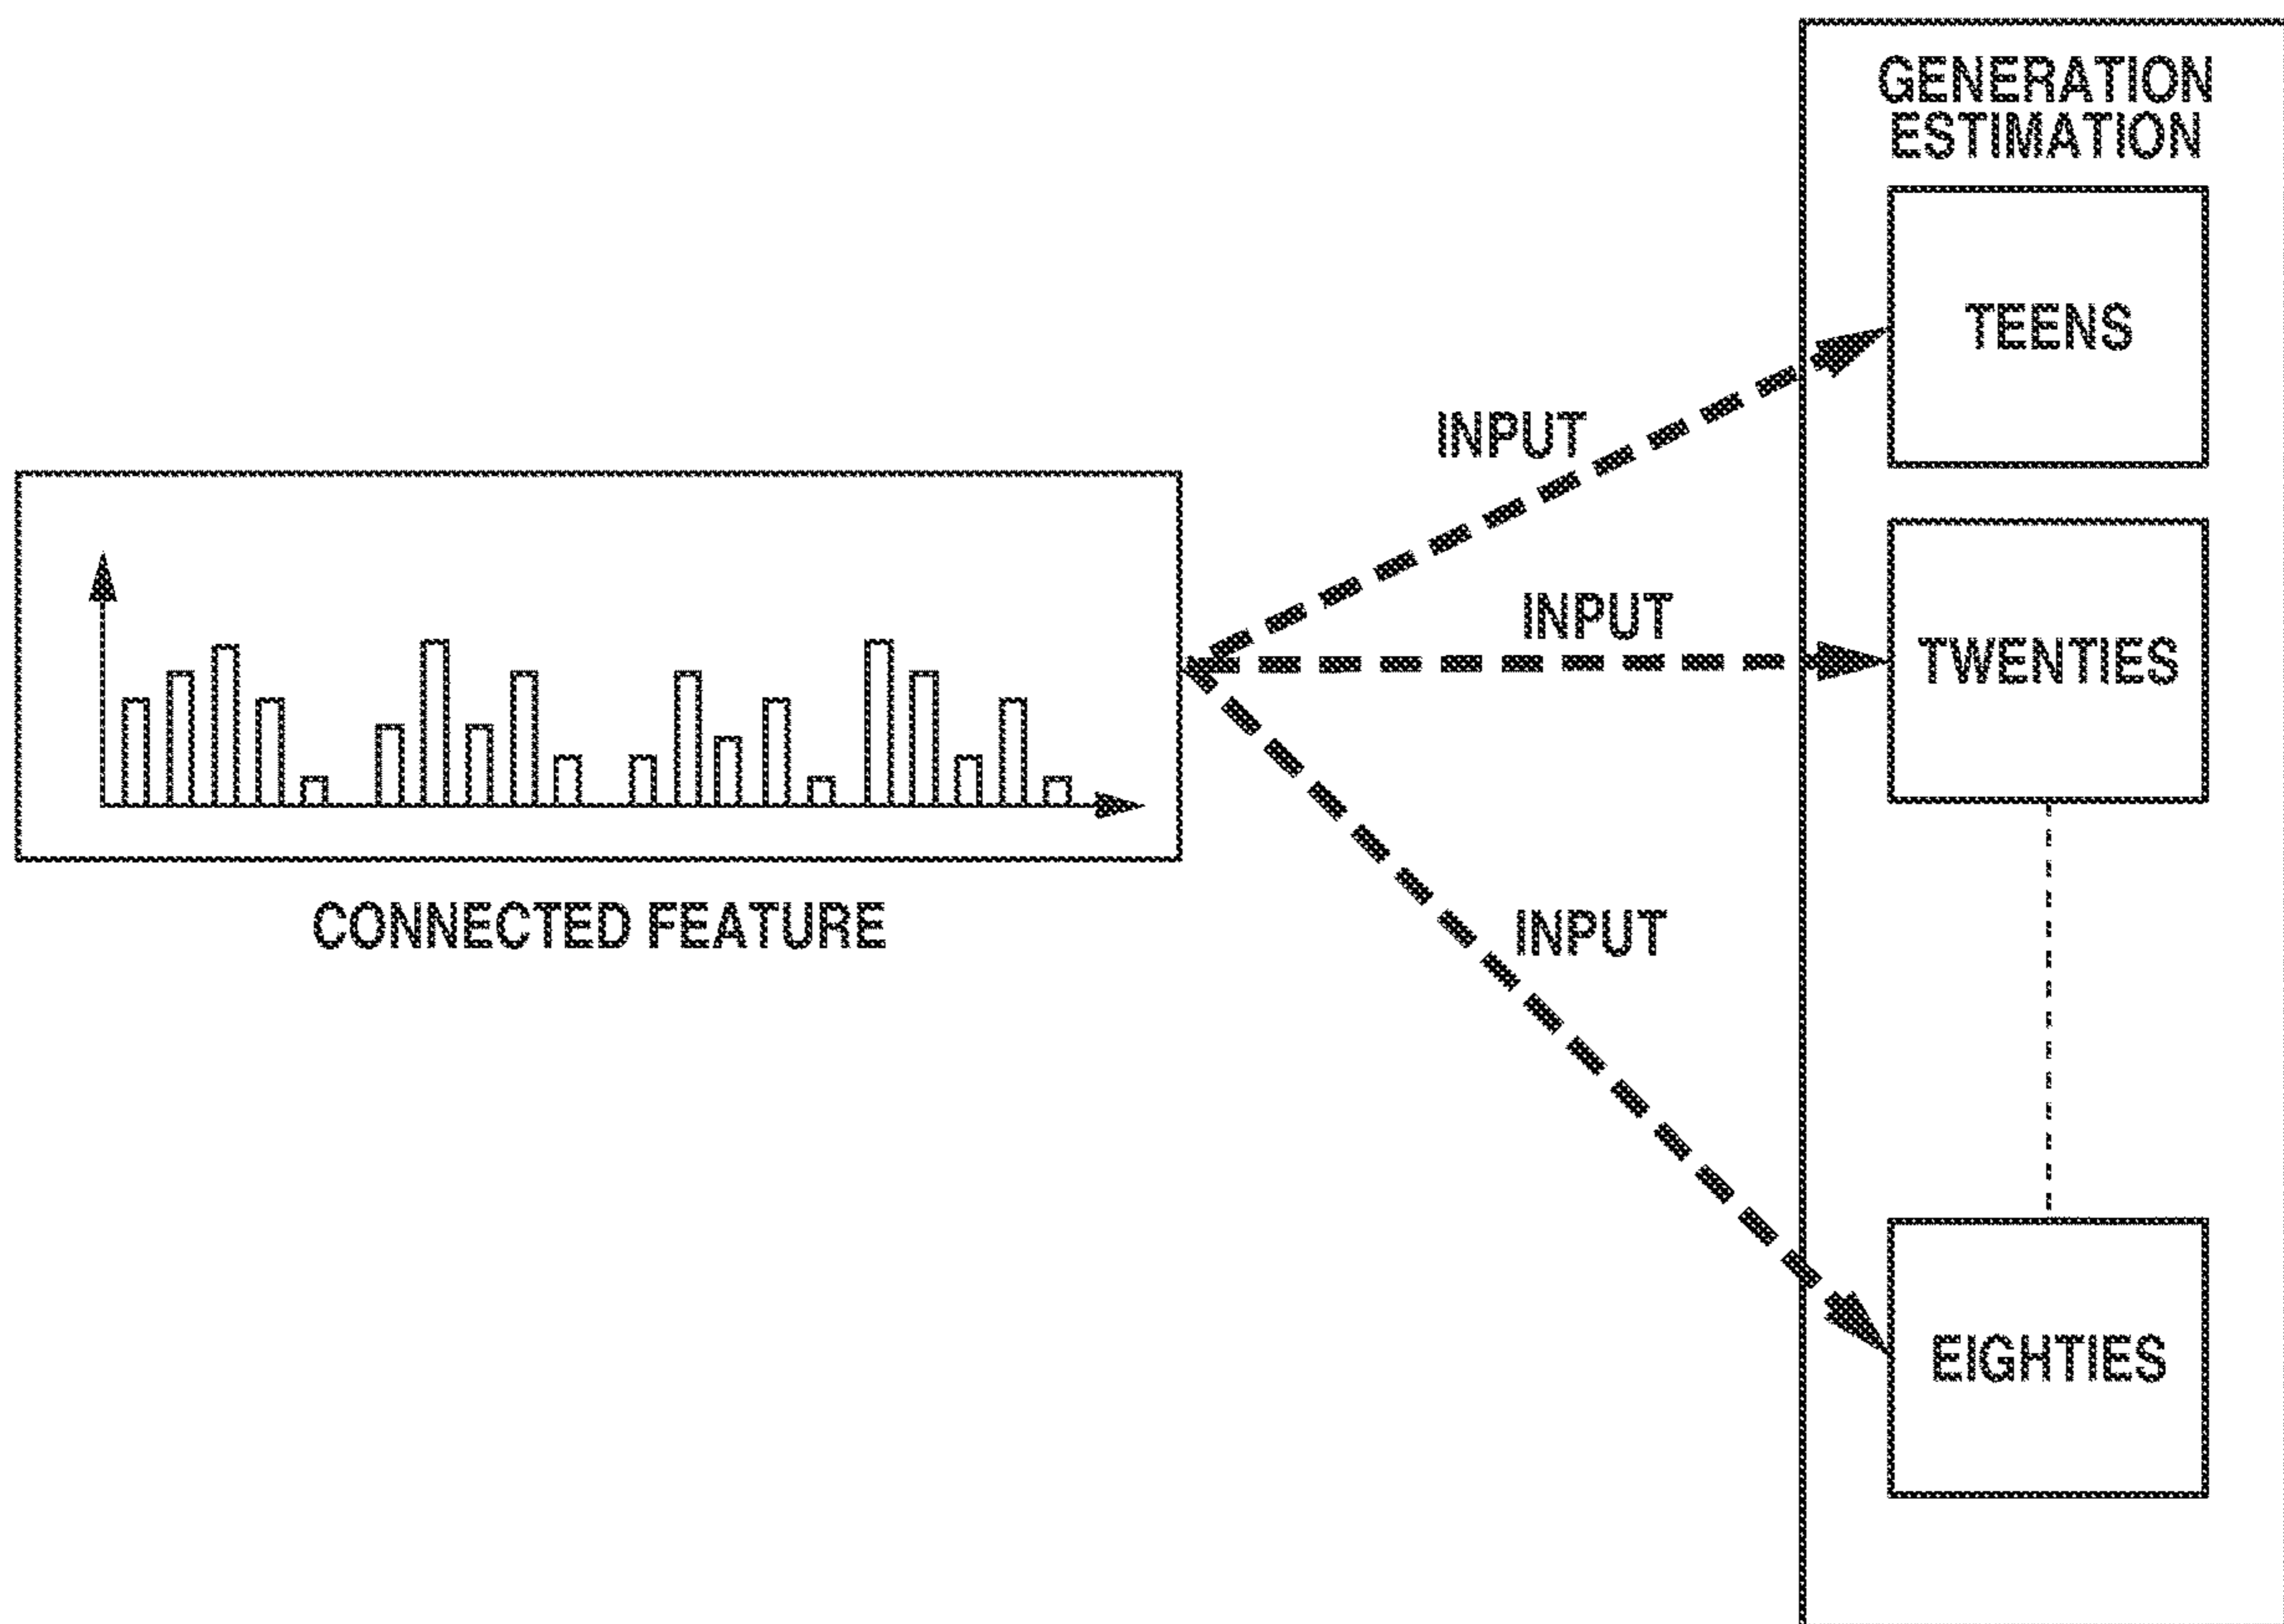 GENERATION
ESTIMATION
TEENS
INPUT
INPUT
TWENTIES
CONNECTED FEATURE
INPUT
EIGHTIES